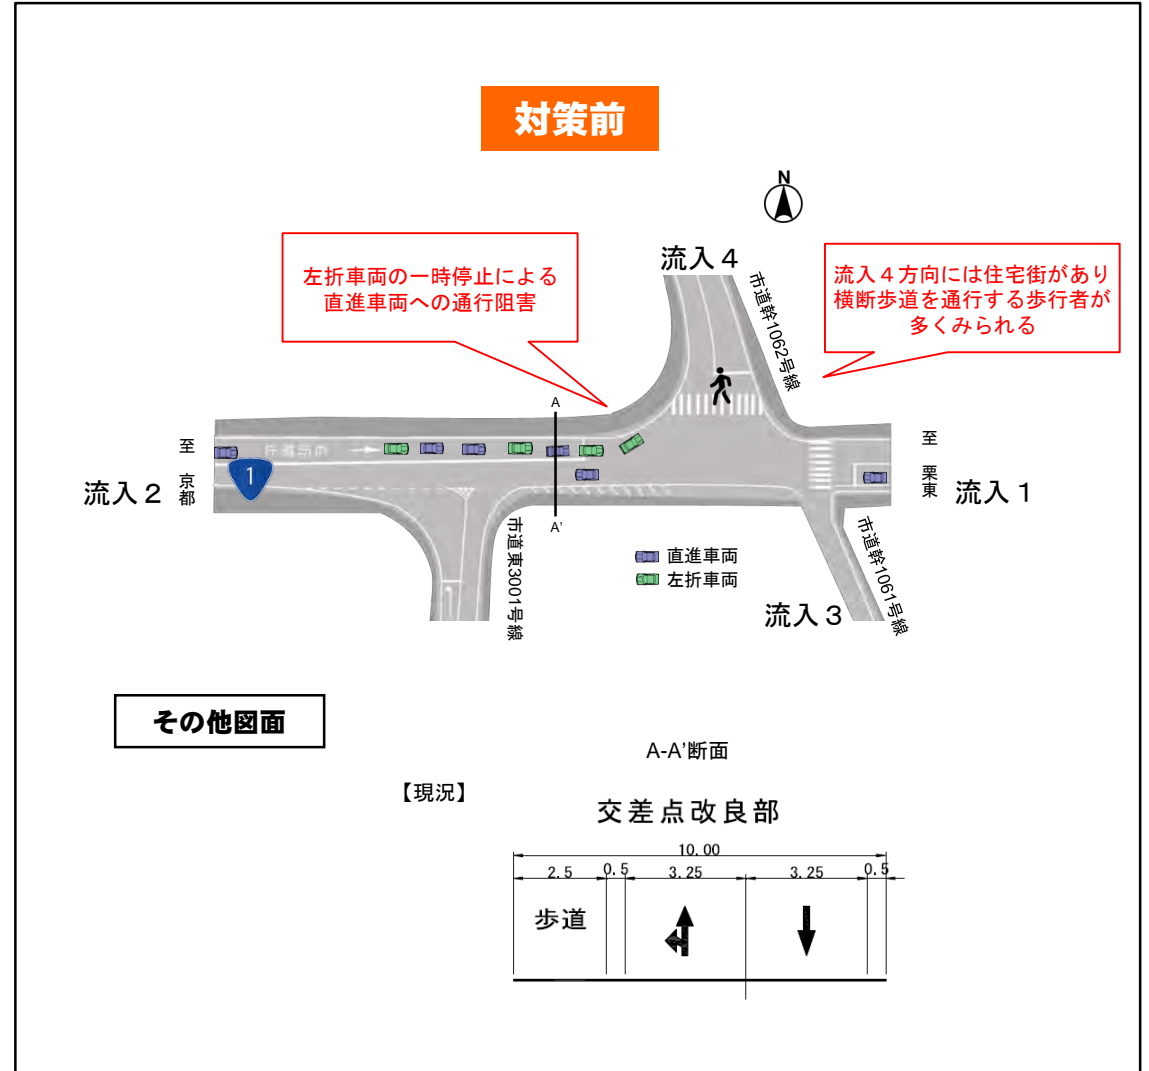 対策前
N
左折車両の一時停止による
直進車両への通行阻害
流入４
流入４方向には住宅街があり
横断歩道を通行する歩行者が
多くみられる
市道幹1062号線
A
至 京都
流入２
1
至 栗東
流入１
A'
市道東3001号線
直進車両
左折車両
流入３
市道幹1061号線
その他図面
A-A'断面
【現況】
交差点改良部
10.00
2.5 0.5 3.25 3.25 0.5
歩道